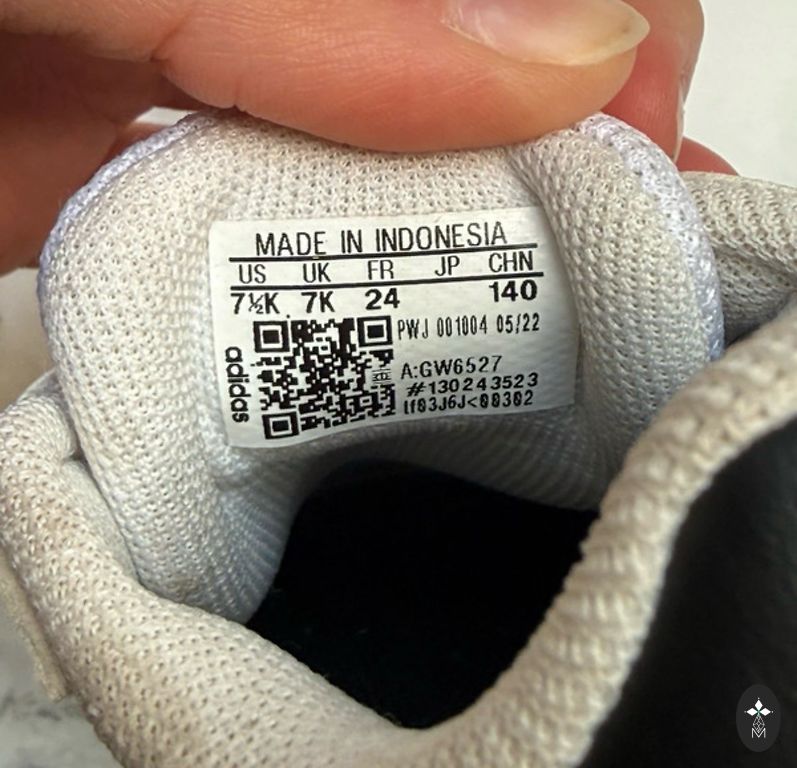 MADE IN INDONESIA
US UK FR JP CHN
7½K 7K 24 140
PWJ 001004 05/22
adidas
A:GW6527
#130243523
lf03J6J<00302